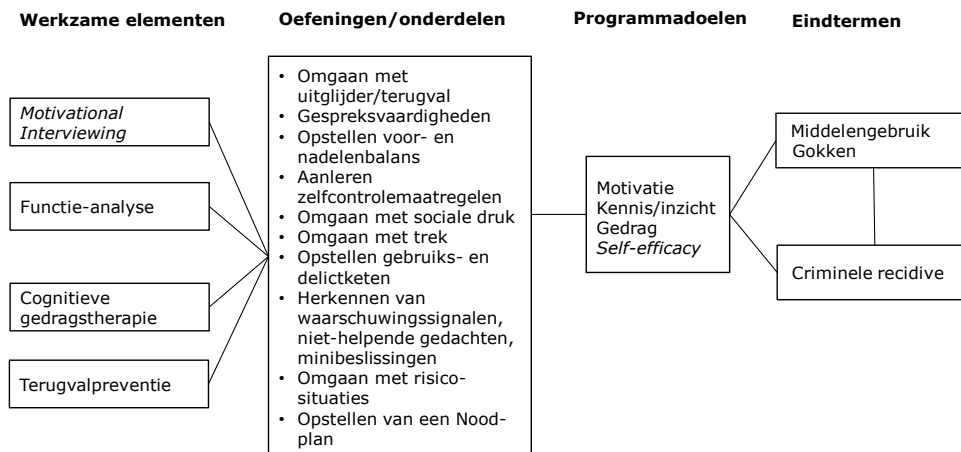 Werkzame elementen
Oefeningen/onderdelen
Programmadoelen
Eindtermen
Motivational
Interviewing
Functie-analyse
Cognitieve
gedragstherapie
Terugvalpreventie
• Omgaan met
uitglijder/terugval
• Gespreksvaardigheden
• Opstellen voor- en
nadelenbalans
• Aanleren
zelfcontrolemaatregelen
• Omgaan met sociale druk
• Omgaan met trek
• Opstellen gebruiks- en
delictketen
• Herkennen van
waarschuwingssignalen,
niet-helpende gedachten,
minibeslissingen
• Omgaan met risico-
situaties
• Opstellen van een Nood-
plan
Motivatie
Kennis/inzicht
Gedrag
Self-efficacy
Middelengebruik
Gokken
Criminele recidive